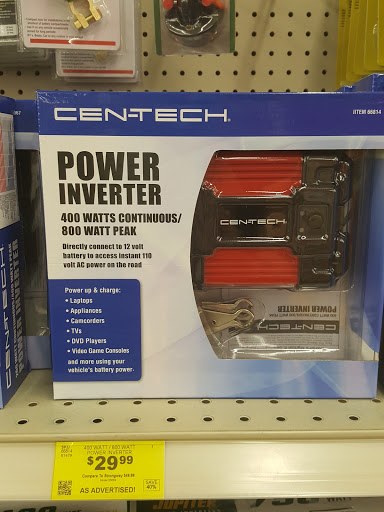 CEN-TECH
ITEM 66814
POWER
INVERTER
400 WATTS CONTINUOUS/
800 WATT PEAK
Directly connect to 12 volt
battery to access instant 110
volt AC power on the road
CEN-TECH
Power up & charge:
• Laptops
• Appliances
• Camcorders
• TVs
• DVD Players
• Video Game Consoles
and more using your
vehicle's battery power.
POWER INVERTER
CEN-TECH
400 WATT / 800 WATT
POWER INVERTER
$29.99
SAVE
40%
AS ADVERTISED!